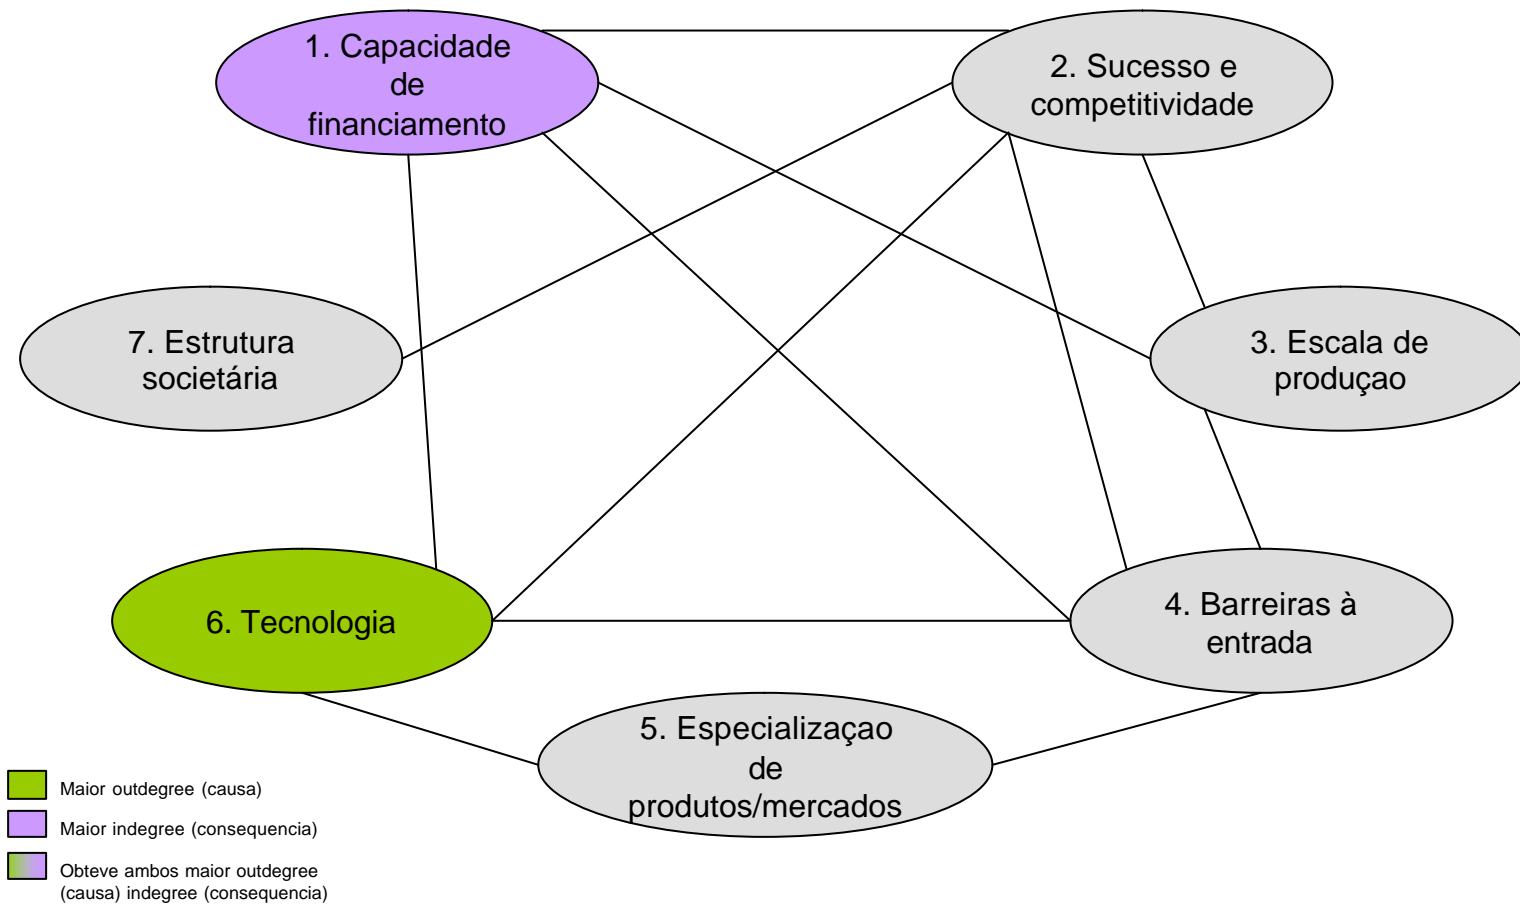 1. Capacidade
de
financiamento
2. Sucesso e
competitividade
7. Estrutura
societária
3. Escala de
produçao
6. Tecnologia
4. Barreiras à
entrada
5. Especializaçao
de
produtos/mercados
Maior outdegree (causa)
Maior indegree (consequencia)
Obteve ambos maior outdegree
(causa) indegree (consequencia)